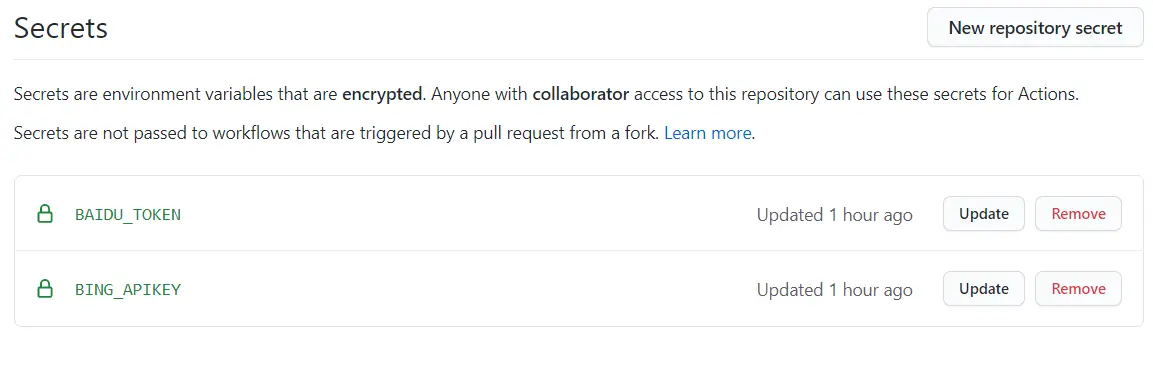 Secrets
New repository secret
Secrets are environment variables that are encrypted. Anyone with collaborator access to this repository can use these secrets for Actions.
Secrets are not passed to workflows that are triggered by a pull request from a fork. Learn more.
BAIDU_TOKEN Updated 1 hour ago Update Remove
BING_APIKEY Updated 1 hour ago Update Remove